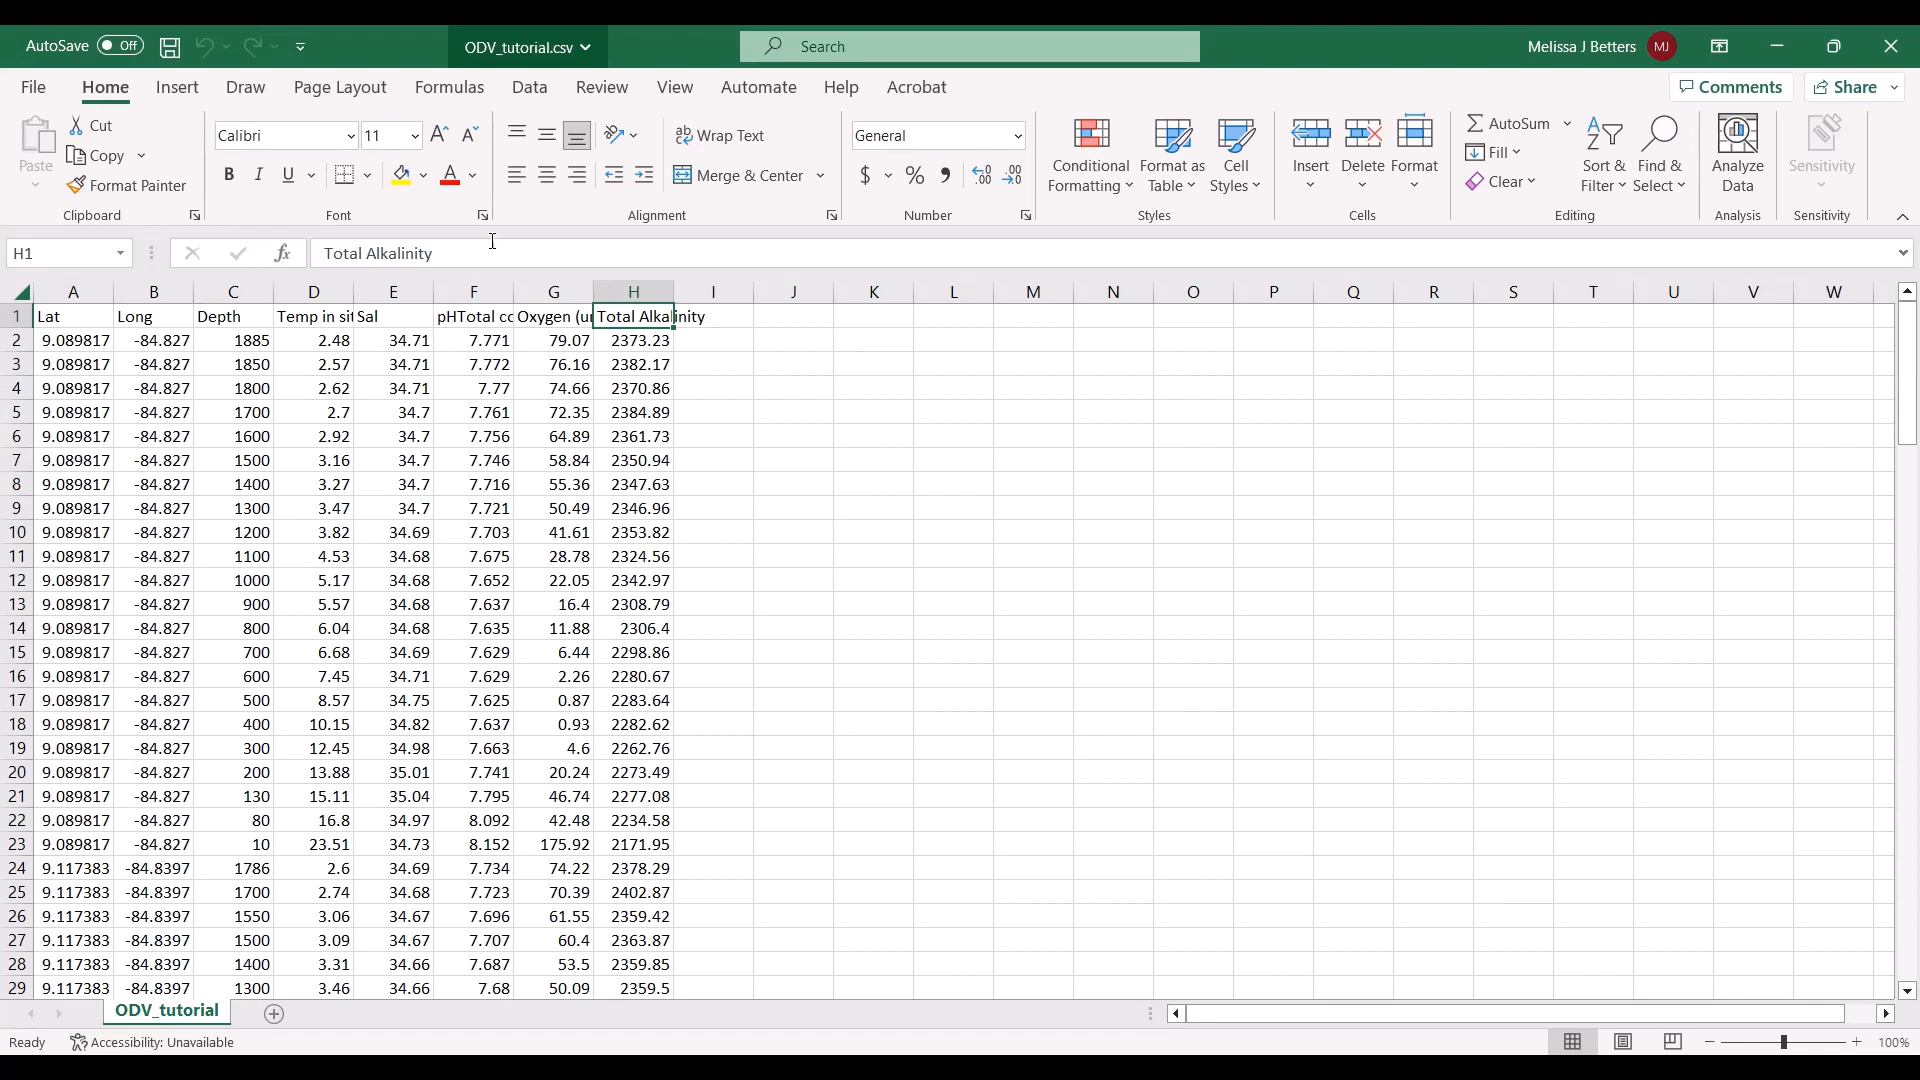 AutoSave Off ODV_tutorial.csv Search Melissa J Betters MJ
File Home Insert Draw Page Layout Formulas Data Review View Automate Help Acrobat Comments Share
Paste Cut Copy Format Painter Clipboard
Calibri 11 A A B I U A Font
ab Wrap Text Merge & Center Alignment
General $ % Number
Conditional Formatting Format as Table Cell Styles Styles
Insert Delete Format Cells
AutoSum Fill Clear Sort & Filter Find & Select Editing
Analyze Data Analysis
Sensitivity Sensitivity
H1 fx Total Alkalinity
A B C D E F G H I J K L M N O P Q R S T U V W
1 Lat Long Depth Temp in sit Sal pHTotal co Oxygen (u Total Alkalinity
2 9.089817 -84.827 1885 2.48 34.71 7.771 79.07 2373.23
3 9.089817 -84.827 1850 2.57 34.71 7.772 76.16 2382.17
4 9.089817 -84.827 1800 2.62 34.71 7.77 74.66 2370.86
5 9.089817 -84.827 1700 2.7 34.7 7.761 72.35 2384.89
6 9.089817 -84.827 1600 2.92 34.7 7.756 64.89 2361.73
7 9.089817 -84.827 1500 3.16 34.7 7.746 58.84 2350.94
8 9.089817 -84.827 1400 3.27 34.7 7.716 55.36 2347.63
9 9.089817 -84.827 1300 3.47 34.7 7.721 50.49 2346.96
10 9.089817 -84.827 1200 3.82 34.69 7.703 41.61 2353.82
11 9.089817 -84.827 1100 4.53 34.68 7.675 28.78 2324.56
12 9.089817 -84.827 1000 5.17 34.68 7.652 22.05 2342.97
13 9.089817 -84.827 900 5.57 34.68 7.637 16.4 2308.79
14 9.089817 -84.827 800 6.04 34.68 7.635 11.88 2306.4
15 9.089817 -84.827 700 6.68 34.69 7.629 6.44 2298.86
16 9.089817 -84.827 600 7.45 34.71 7.629 2.26 2280.67
17 9.089817 -84.827 500 8.57 34.75 7.625 0.87 2283.64
18 9.089817 -84.827 400 10.15 34.82 7.637 0.93 2282.62
19 9.089817 -84.827 300 12.45 34.98 7.663 4.6 2262.76
20 9.089817 -84.827 200 13.88 35.01 7.741 20.24 2273.49
21 9.089817 -84.827 130 15.11 35.04 7.795 46.74 2277.08
22 9.089817 -84.827 80 16.8 34.97 8.092 42.48 2234.58
23 9.089817 -84.827 10 23.51 34.73 8.152 175.92 2171.95
24 9.117383 -84.8397 1786 2.6 34.69 7.734 74.22 2378.29
25 9.117383 -84.8397 1700 2.74 34.68 7.723 70.39 2402.87
26 9.117383 -84.8397 1550 3.06 34.67 7.696 61.55 2359.42
27 9.117383 -84.8397 1500 3.09 34.67 7.707 60.4 2363.87
28 9.117383 -84.8397 1400 3.31 34.66 7.687 53.5 2359.85
29 9.117383 -84.8397 1300 3.46 34.66 7.68 50.09 2359.5
ODV_tutorial
Ready Accessibility: Unavailable 100%